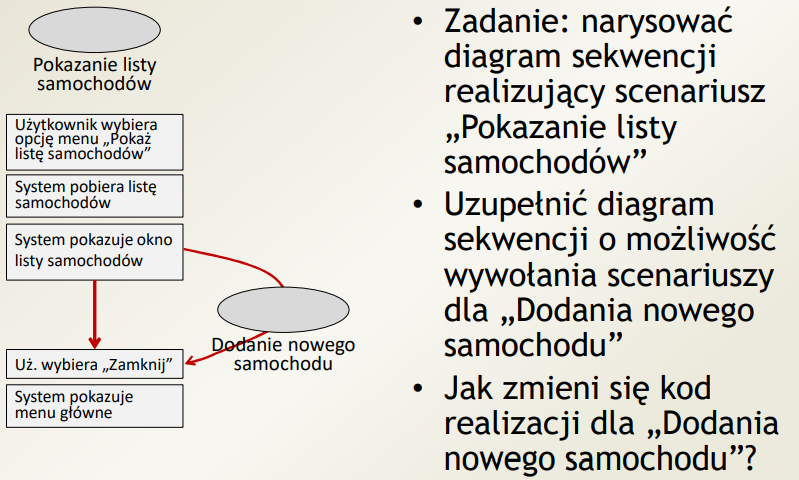 Pokazanie listy
samochodów
Użytkownik wybiera
opcję menu „Pokaż
listę samochodów”
System pobiera listę
samochodów
System pokazuje okno
listy samochodów
Dodanie nowego
samochodu
Uż. wybiera „Zamknij”
System pokazuje
menu główne
• Zadanie: narysować
diagram sekwencji
realizujący scenariusz
„Pokazanie listy
samochodów”
• Uzupełnić diagram
sekwencji o możliwość
wywołania scenariuszy
dla „Dodania nowego
samochodu”
• Jak zmieni się kod
realizacji dla „Dodania
nowego samochodu”?